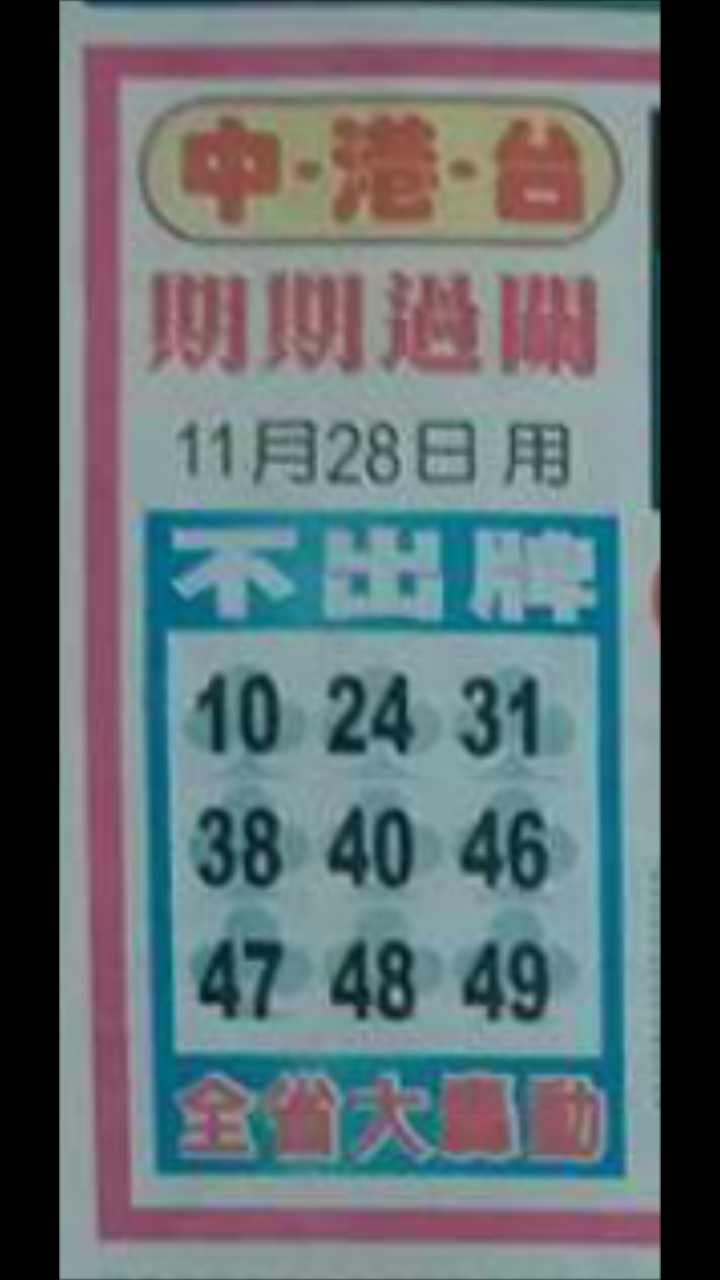 中·港·台
期期過關
11月28日 用
不出牌
10 24 31
38 40 46
47 48 49
全省大轟動